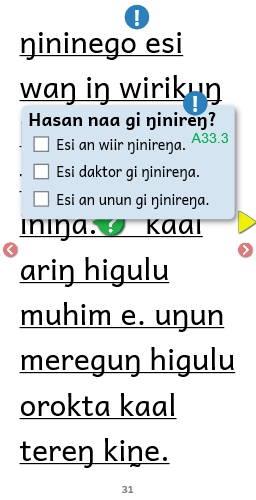 ŋininego esi
waŋ iŋ wirikuŋ
Hasan naa gi ŋinireŋ?
A33.3
Esi an wiir ŋinireŋa.
Esi daktor gi ŋinireŋa.
Esi an unun gi ŋinireŋa.
iniŋa. ? kaal
ariŋ higulu
muhim e. uŋun
mereguŋ higulu
orokta kaal
tereŋ kiņe.
31